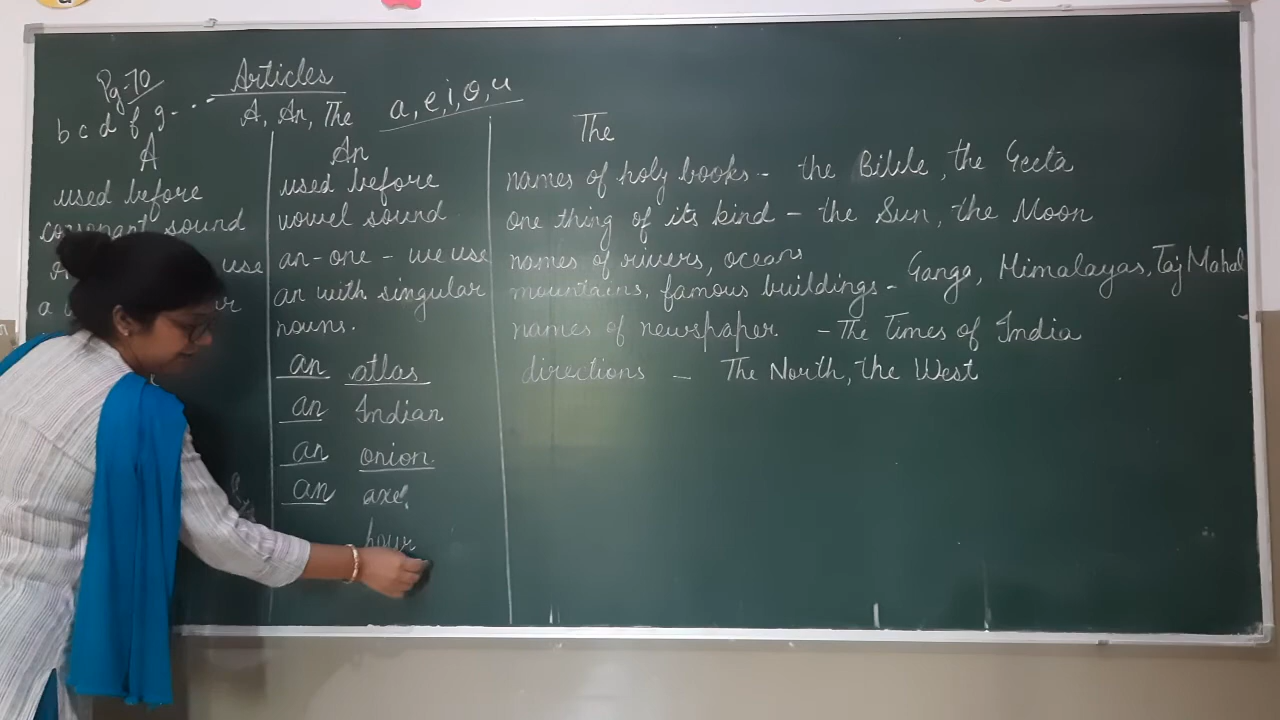 Pg-70
Articles
b c d f g - ...
A, An, The
a, e, i, o, u
A
used before
consonant sound
use
a
An
used before
vowel sound
an-one - we use
an with singular
nouns.
an atlas
an Indian
an onion.
an axe
hour
The
names of holy books - the Bible, the Geeta
one thing of its kind - the Sun, the Moon
names of rivers, oceans
mountains, famous buildings - Ganga, Himalayas, Taj Mahal
names of newspaper. - The Times of India
directions - The North, the West